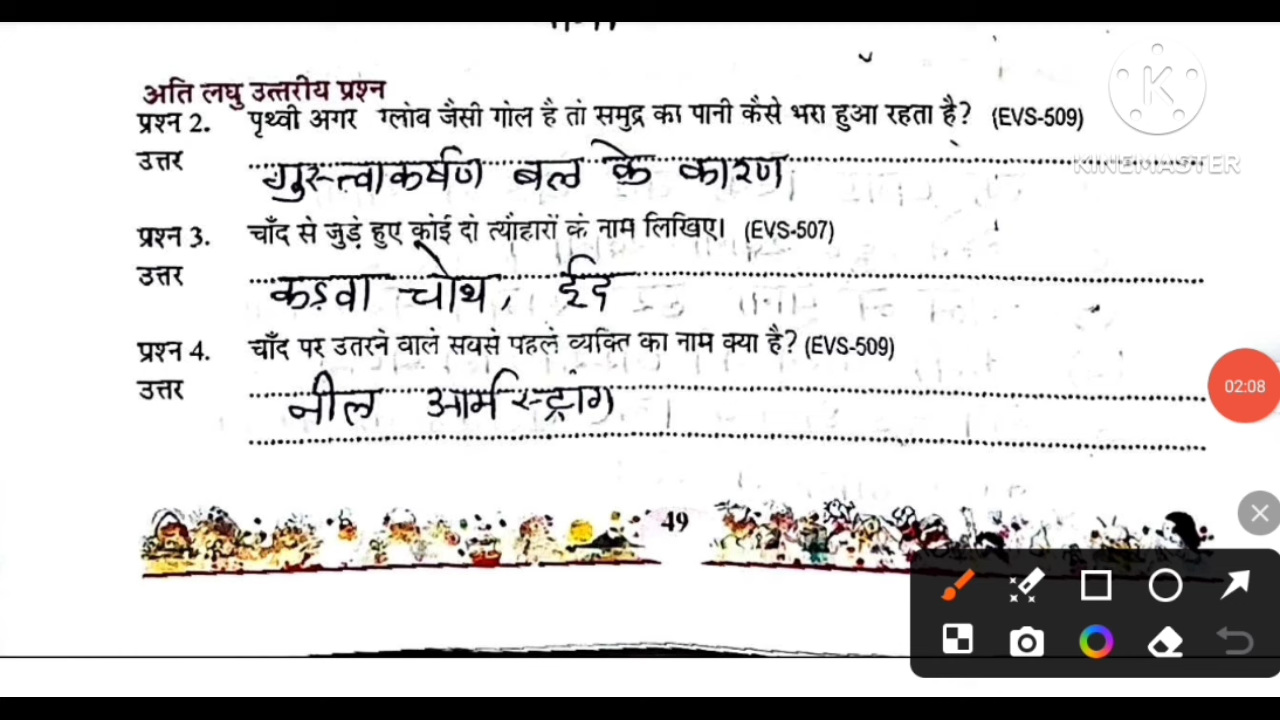 अति लघु उत्तरीय प्रश्न
प्रश्न 2. पृथ्वी अगर ग्लोब जैसी गोल है तो समुद्र का पानी कैसे भरा हुआ रहता है? (EVS-509)
उत्तर गुरुत्वाकर्षण बल के कारण
KINEMASTER
प्रश्न 3. चाँद से जुड़े हुए कोई दो त्यौहारों के नाम लिखिए। (EVS-507)
उत्तर कड़वा चोथ, ईद
प्रश्न 4. चाँद पर उतरने वाले सबसे पहले व्यक्ति का नाम क्या है? (EVS-509)
उत्तर नील आर्मस्ट्रांग
02:08
49